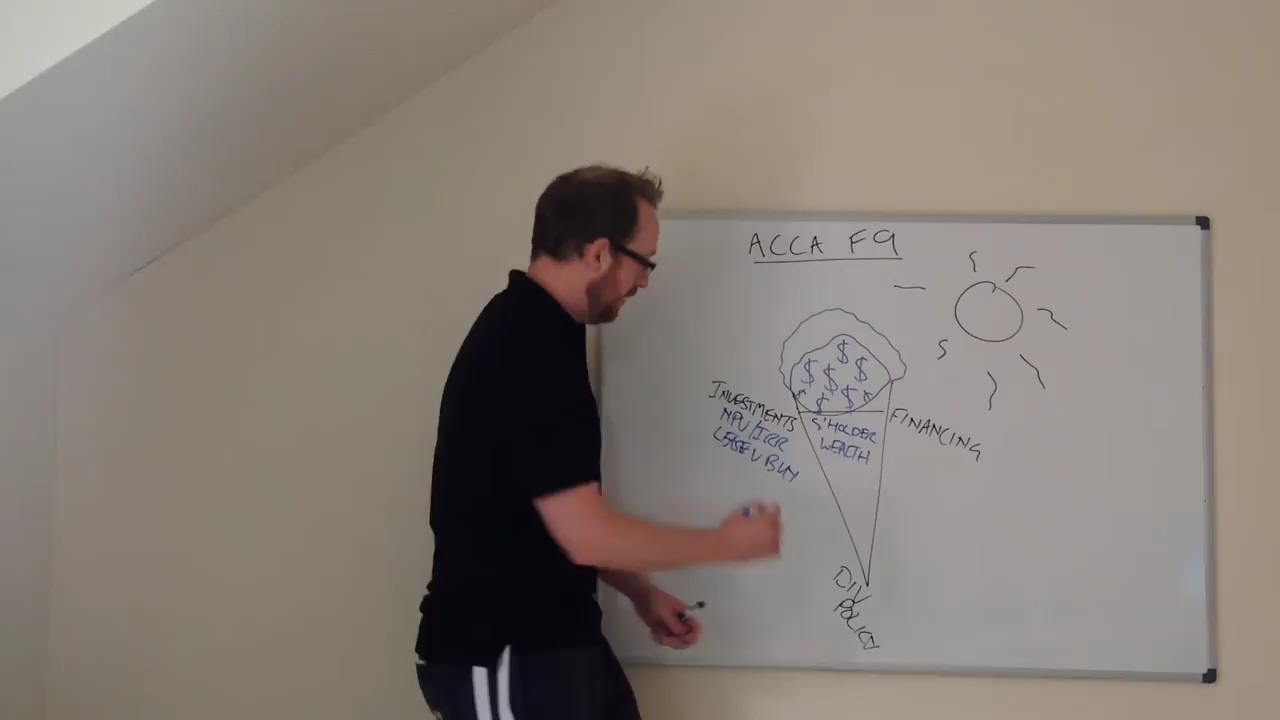 ACCA F9
$
$ $ $
$ $ $ $
INVESTMENTS
NPV/IRR
LEASE V BUY
S'HOLDER
WEALTH
FINANCING
DIV
POLICY